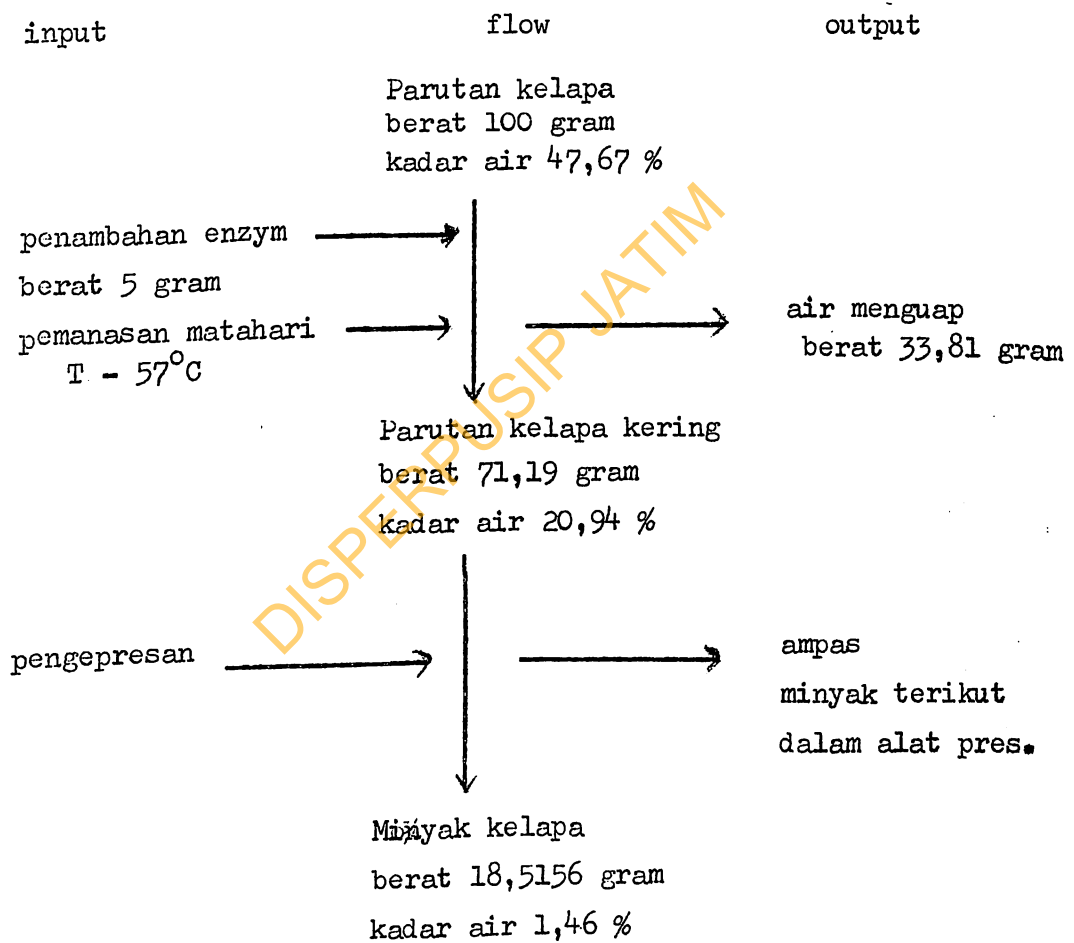 input flow output
Parutan kelapa
berat 100 gram
kadar air 47,67 %
penambahan enzym
berat 5 gram
pemanasan matahari
T - 57°C
air menguap
berat 33,81 gram
Parutan kelapa kering
berat 71,19 gram
kadar air 20,94 %
pengepresan
ampas
minyak terikut
dalam alat pres.
Minyak kelapa
berat 18,5156 gram
kadar air 1,46 %
DISPERPUSIP JATIM